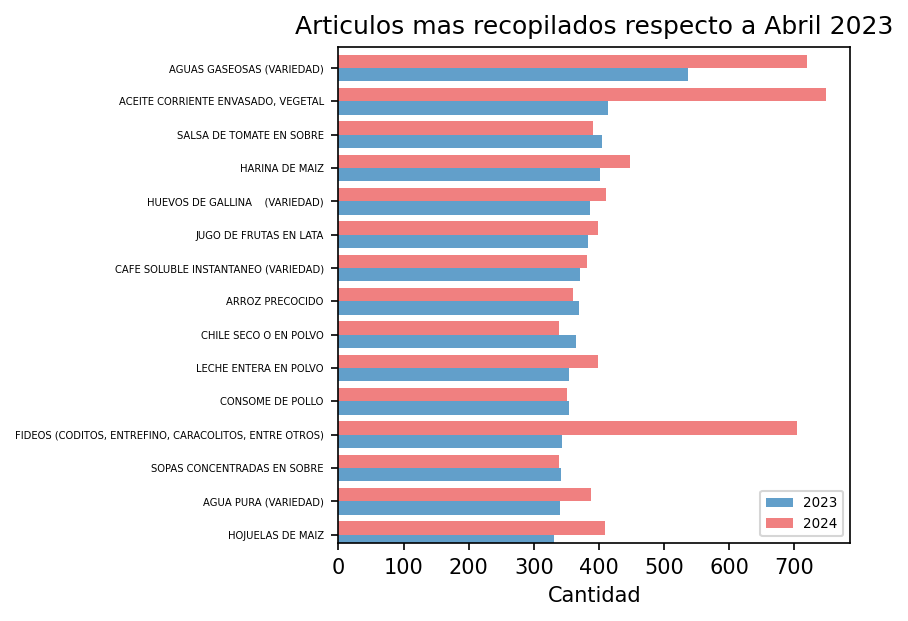 Articulos mas recopilados respecto a Abril 2023
AGUAS GASEOSAS (VARIEDAD)
ACEITE CORRIENTE ENVASADO, VEGETAL
SALSA DE TOMATE EN SOBRE
HARINA DE MAIZ
HUEVOS DE GALLINA    (VARIEDAD)
JUGO DE FRUTAS EN LATA
CAFE SOLUBLE INSTANTANEO (VARIEDAD)
ARROZ PRECOCIDO
CHILE SECO O EN POLVO
LECHE ENTERA EN POLVO
CONSOME DE POLLO
FIDEOS (CODITOS, ENTREFINO, CARACOLITOS, ENTRE OTROS)
SOPAS CONCENTRADAS EN SOBRE
AGUA PURA (VARIEDAD)
HOJUELAS DE MAIZ
2023
2024
0 100 200 300 400 500 600 700
Cantidad